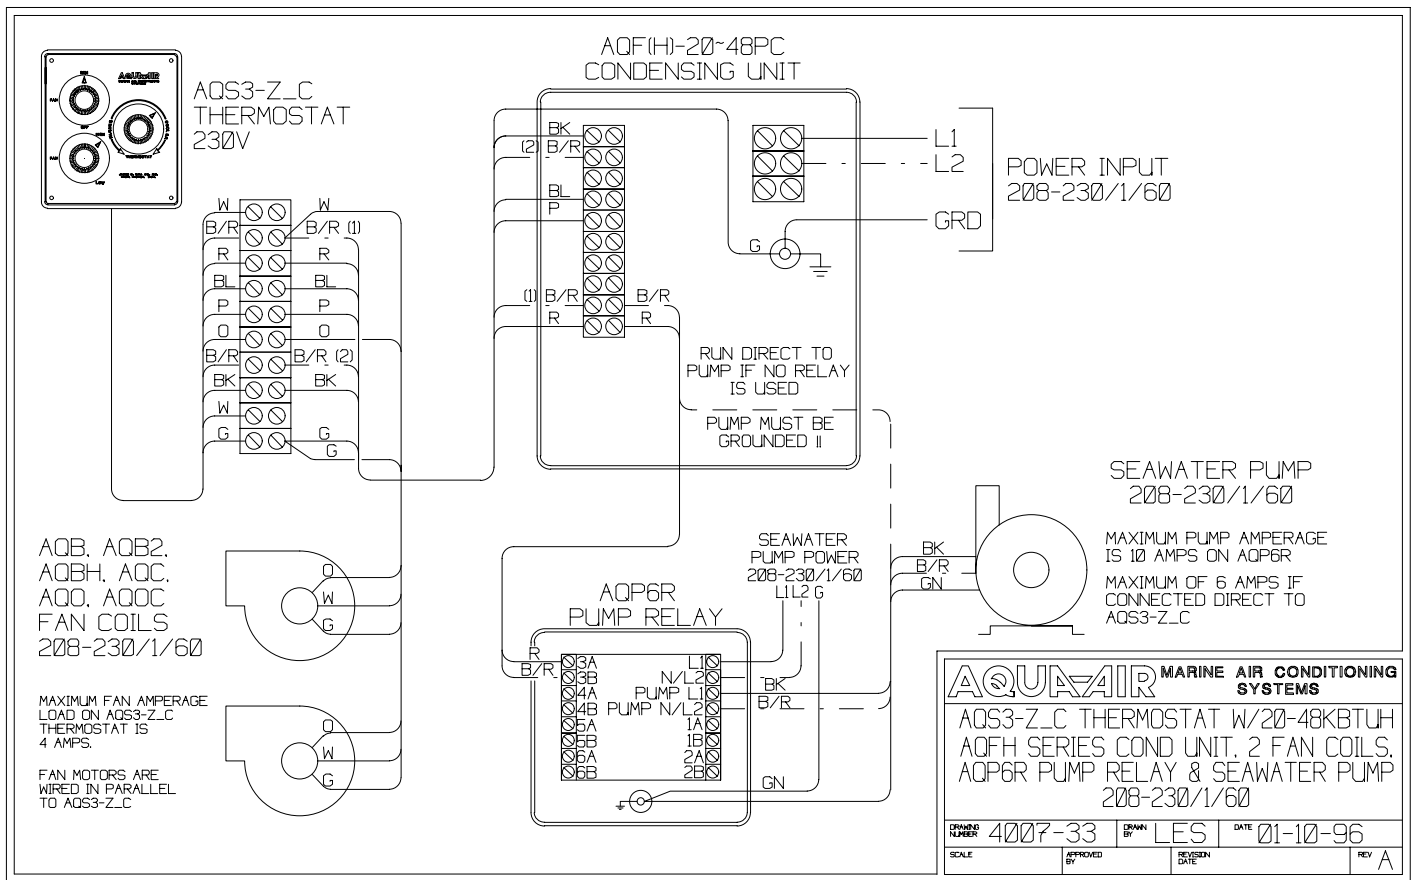 AQUA-AIR
FAN
OFF
FAN
LOW
THERMOSTAT
AQS3-Z_C
THERMOSTAT
230V
AQF(H)-20~48PC
CONDENSING UNIT
BK
(2) B/R
BL
P
(1) B/R
B/R
R
R
G
L1
L2
GRD
POWER INPUT
208-230/1/60
RUN DIRECT TO
PUMP IF NO RELAY
IS USED
PUMP MUST BE
GROUNDED !!
W
W
B/R
B/R (1)
R
R
BL
BL
P
P
O
O
B/R
B/R (2)
BK
BK
W
G
G
G
AQB, AQB2,
AQBH, AQC,
AQO, AQOC
FAN COILS
208-230/1/60
O
W
G
MAXIMUM FAN AMPERAGE
LOAD ON AQS3-Z_C
THERMOSTAT IS
4 AMPS.
FAN MOTORS ARE
WIRED IN PARALLEL
TO AQS3-Z_C
O
W
G
AQP6R
PUMP RELAY
SEAWATER
PUMP POWER
208-230/1/60
L1 L2 G
R
B/R
3A
L1
3B
N/L2
4A
PUMP L1
4B
PUMP N/L2
5A
1A
5B
1B
6A
2A
6B
2B
BK
B/R
GN
BK
B/R
GN
SEAWATER PUMP
208-230/1/60
MAXIMUM PUMP AMPERAGE
IS 10 AMPS ON AQP6R
MAXIMUM OF 6 AMPS IF
CONNECTED DIRECT TO
AQS3-Z_C
AQUA-AIR MARINE AIR CONDITIONING
SYSTEMS
AQS3-Z_C THERMOSTAT W/20-48KBTUH
AQFH SERIES COND UNIT, 2 FAN COILS,
AQP6R PUMP RELAY & SEAWATER PUMP
208-230/1/60
DRAWING NUMBER 4007-33
DRAWN BY LES
DATE 01-10-96
SCALE
APPROVED BY
REVISION DATE
REV A